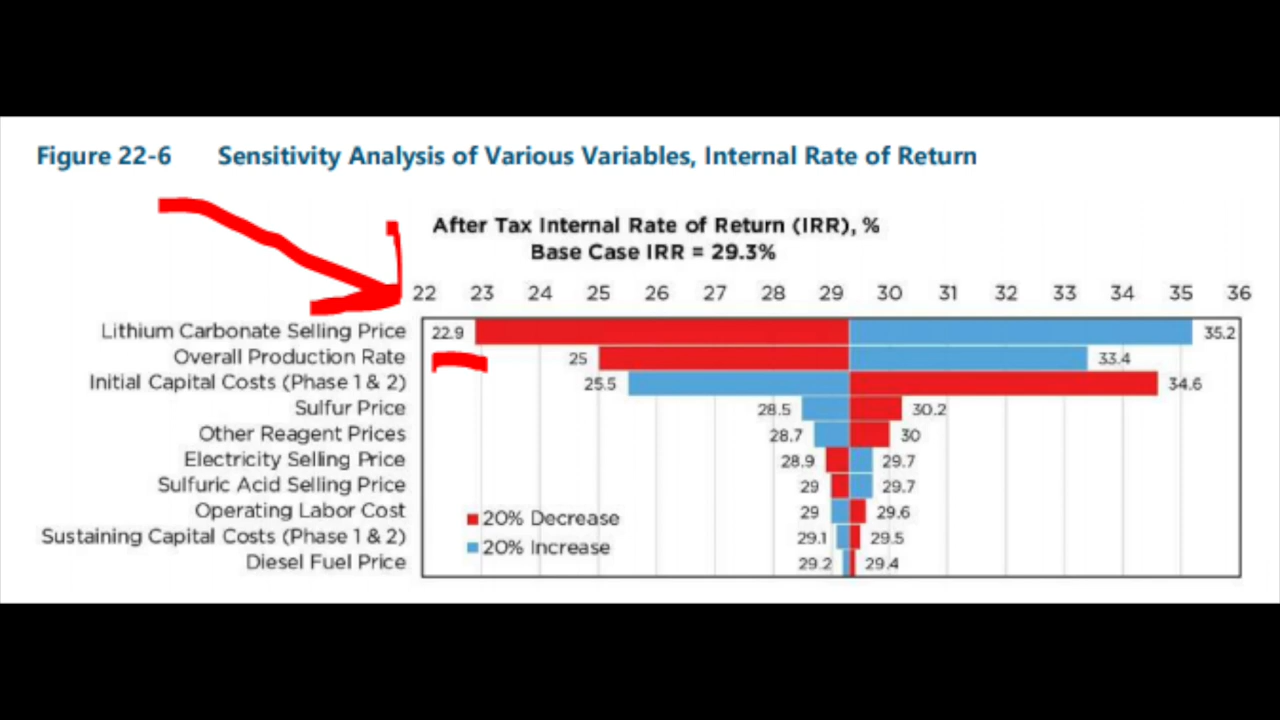 Figure 22-6 Sensitivity Analysis of Various Variables, Internal Rate of Return
After Tax Internal Rate of Return (IRR), %
Base Case IRR = 29.3%
22 23 24 25 26 27 28 29 30 31 32 33 34 35 36
Lithium Carbonate Selling Price 22.9 35.2
Overall Production Rate 25 33.4
Initial Capital Costs (Phase 1 & 2) 25.5 34.6
Sulfur Price 28.5 30.2
Other Reagent Prices 28.7 30
Electricity Selling Price 28.9 29.7
Sulfuric Acid Selling Price 29 29.7
Operating Labor Cost 29 29.6
Sustaining Capital Costs (Phase 1 & 2) 29.1 29.5
Diesel Fuel Price 29.2 29.4
20% Decrease
20% Increase